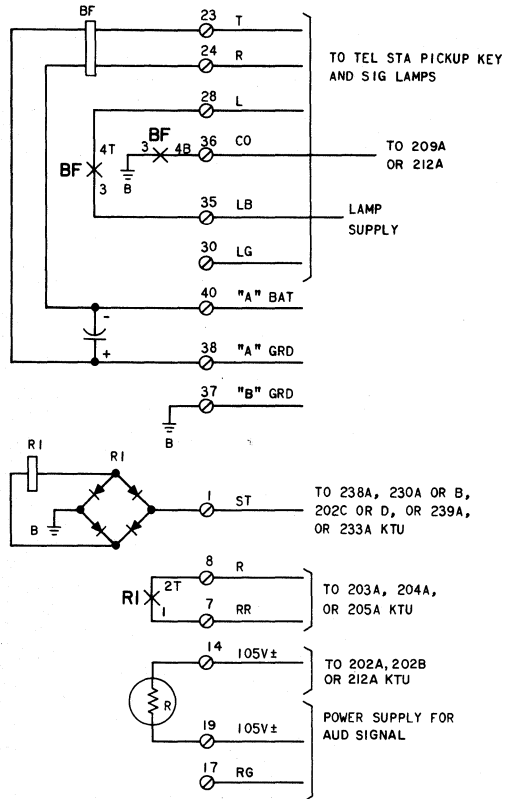 BF
23 T
24 R
TO TEL STA PICKUP KEY
AND SIG LAMPS
28 L
BF
3 4B 36 CO
TO 209A
OR 212A
4T
BF
3
B
35 LB
LAMP
SUPPLY
30 LG
40 "A" BAT
-
+
38 "A" GRD
37 "B" GRD
B
R1
R1
B
1 ST
TO 238A, 230A OR B,
202C OR D, OR 239A,
OR 233A KTU
8 R
2T
R1
1
7 RR
TO 203A, 204A,
OR 205A KTU
14 105V±
TO 202A, 202B
OR 212A KTU
R
19 105V±
POWER SUPPLY FOR
AUD SIGNAL
17 RG